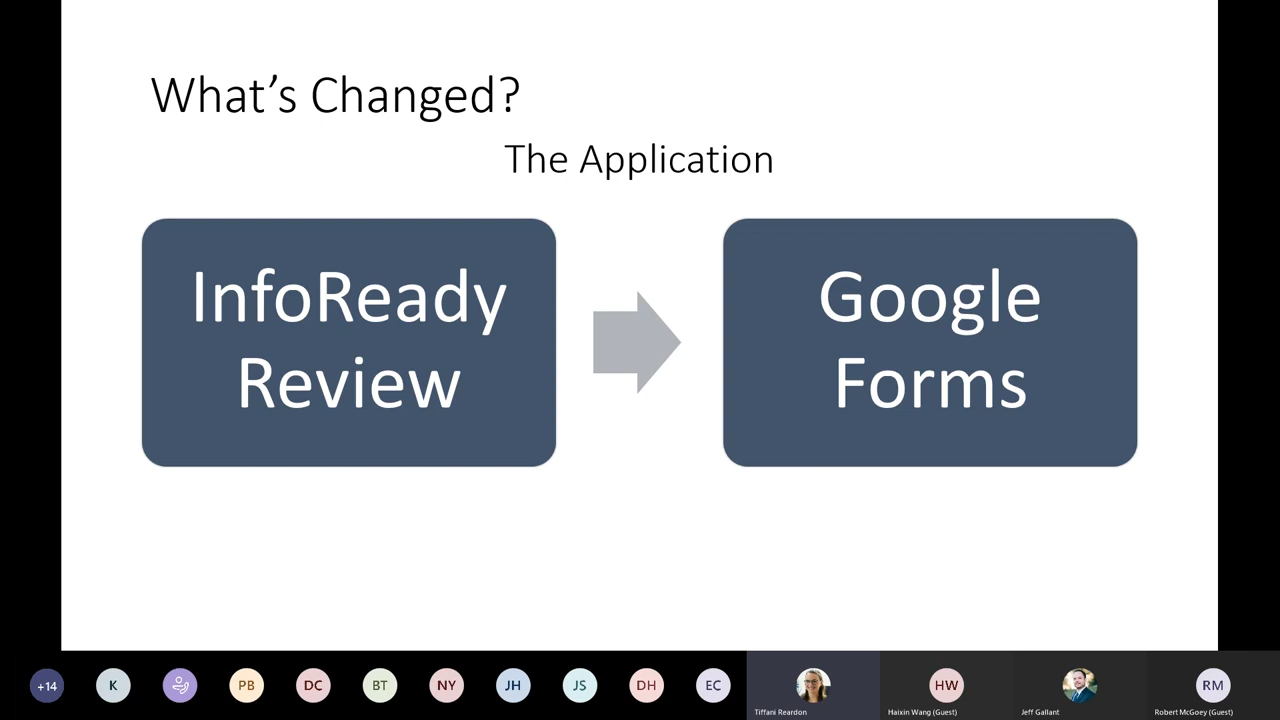 What’s Changed?
The Application
InfoReady
Review
Google
Forms
+14
K
PB
DC
BT
NY
JH
JS
DH
EC
Tiffani Reardon
HW
Haixin Wang (Guest)
Jeff Gallant
RM
Robert McGoey (Guest)